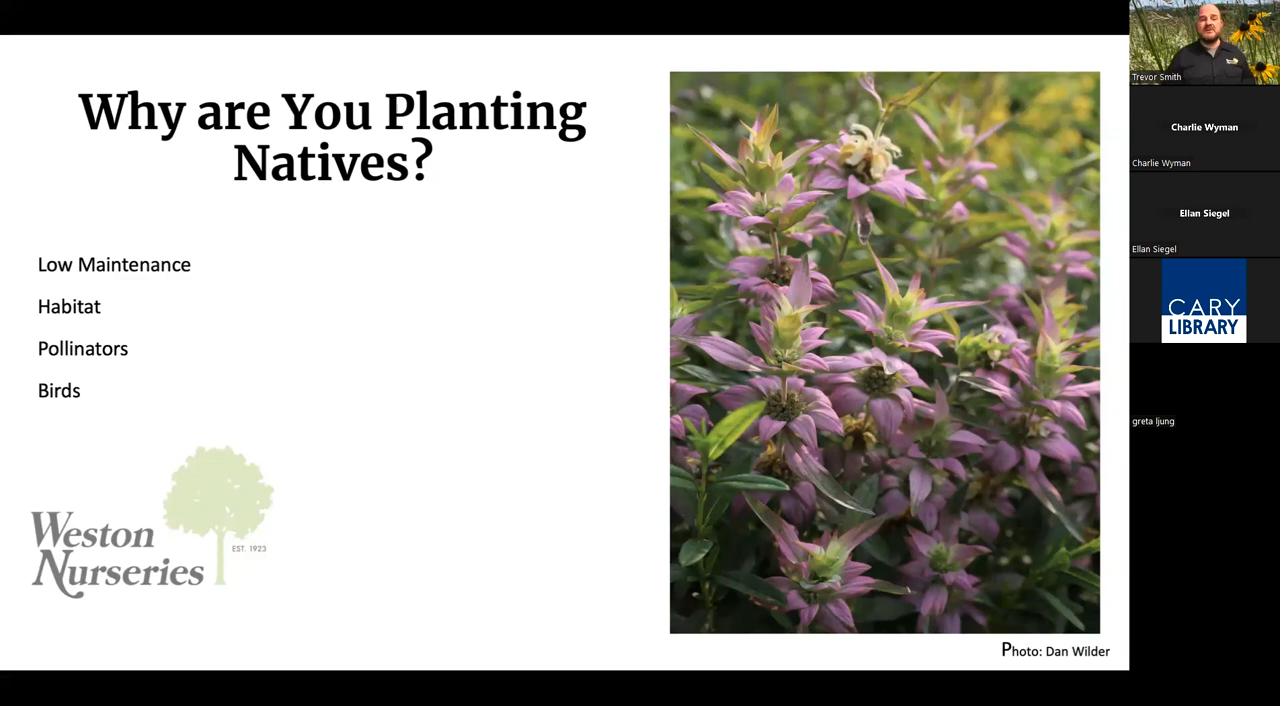 Why are You Planting
Natives?
Low Maintenance
Habitat
Pollinators
Birds
Weston
Nurseries
EST. 1923
Photo: Dan Wilder
Trevor Smith
Charlie Wyman
Charlie Wyman
Ellan Siegel
Ellan Siegel
CARY
LIBRARY
greta ljung